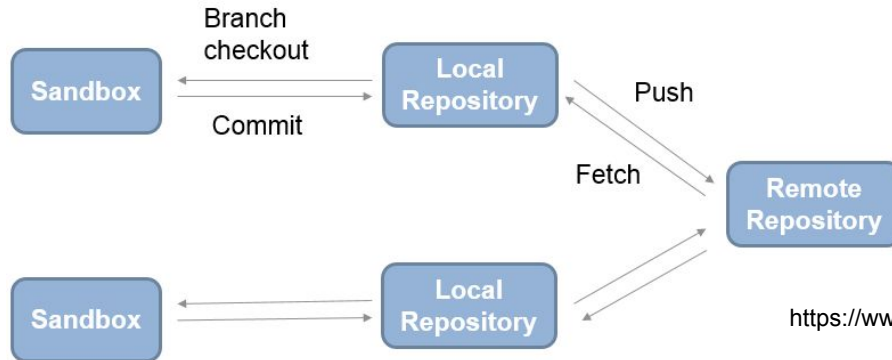 Branch
checkout
Sandbox
Local
Repository
Commit
Push
Fetch
Remote
Repository
Local
Repository
Sandbox
https://ww